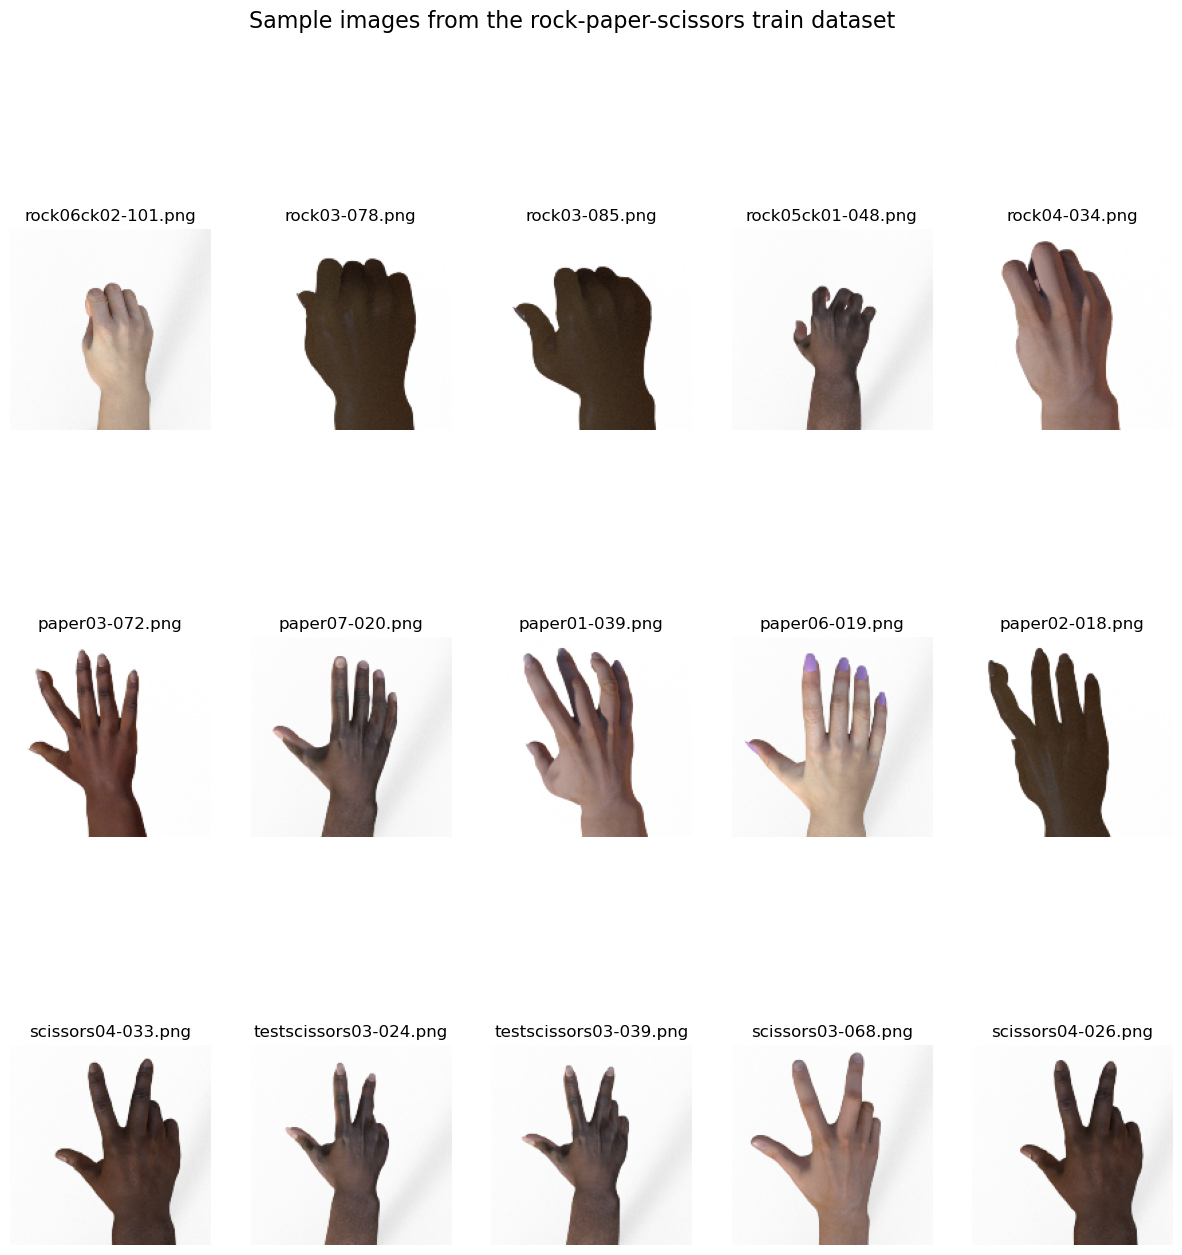 Sample images from the rock-paper-scissors train dataset
rock06ck02-101.png
rock03-078.png
rock03-085.png
rock05ck01-048.png
rock04-034.png
paper03-072.png
paper07-020.png
paper01-039.png
paper06-019.png
paper02-018.png
scissors04-033.png
testscissors03-024.png
testscissors03-039.png
scissors03-068.png
scissors04-026.png